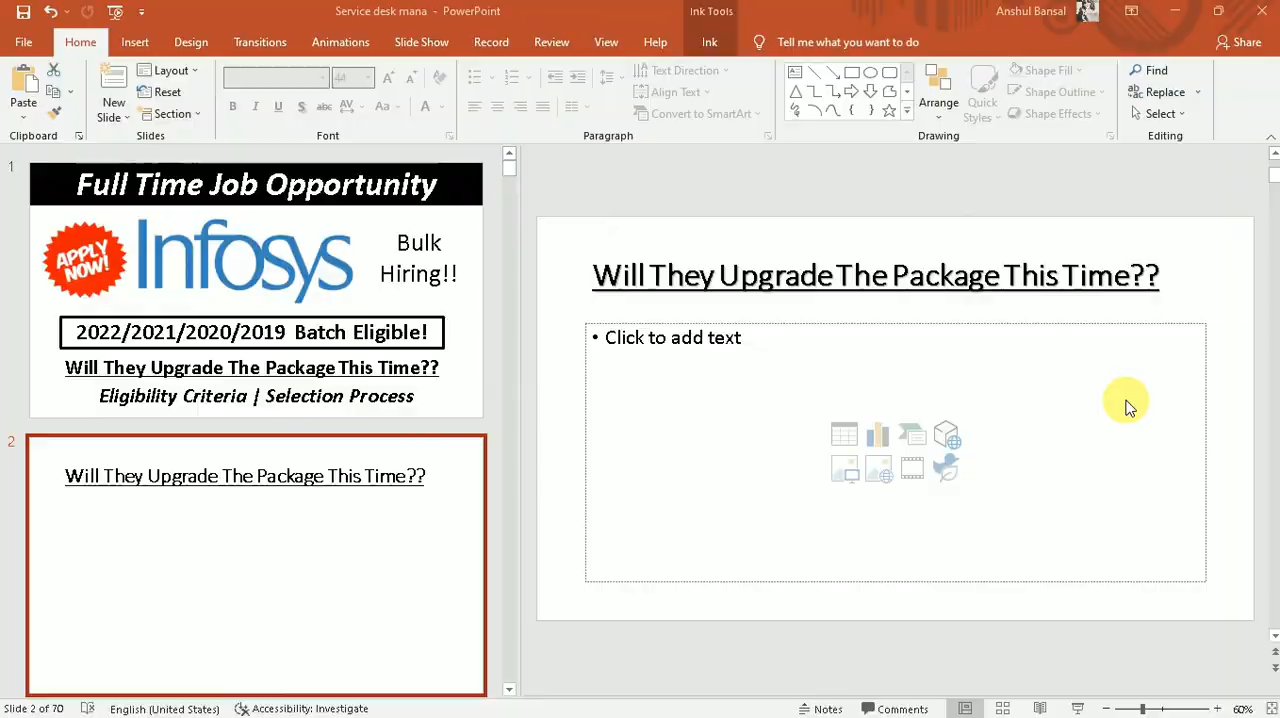 Service desk mana - PowerPoint
Ink Tools
Anshul Bansal
File
Home
Insert
Design
Transitions
Animations
Slide Show
Record
Review
View
Help
Ink
Tell me what you want to do
Share
Paste
Clipboard
New
Slide
Layout
Reset
Section
Slides
44
B I U S abc AV Aa A
Font
Text Direction
Align Text
Convert to SmartArt
Paragraph
Arrange
Quick
Styles
Shape Fill
Shape Outline
Shape Effects
Drawing
Find
Replace
Select
Editing
1
Full Time Job Opportunity
APPLY
NOW!
Infosys
Bulk
Hiring!!
2022/2021/2020/2019 Batch Eligible!
Will They Upgrade The Package This Time??
Eligibility Criteria | Selection Process
2
Will They Upgrade The Package This Time??
Will They Upgrade The Package This Time??
• Click to add text
Slide 2 of 70
English (United States)
Accessibility: Investigate
Notes
Comments
60%